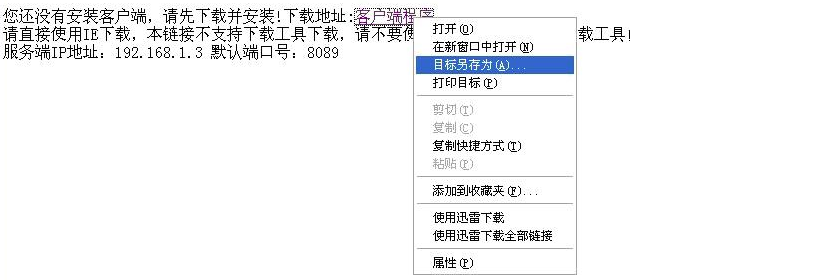 您还没有安装客户端，请先下载并安装!下载地址:客户端程序
请直接使用IE下载，本链接不支持下载工具下载，请不要使
载工具!
服务端IP地址: 192.168.1.3 默认端口号: 8089
打开(O)
在新窗口中打开(N)
目标另存为(A)...
打印目标(P)
剪切(T)
复制(C)
复制快捷方式(T)
粘贴(P)
添加到收藏夹(F)...
使用迅雷下载
使用迅雷下载全部链接
属性(R)